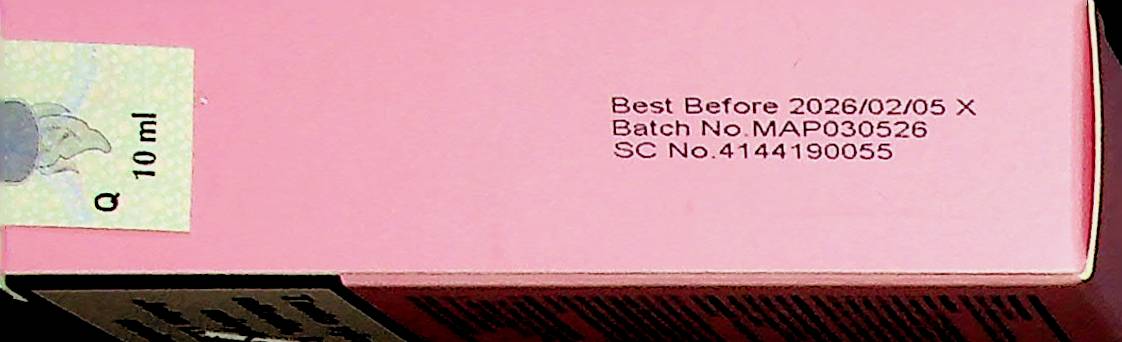 Best Before 2026/02/05 X
Batch No.MAP030526
SC No.4144190055
10 ml
Q